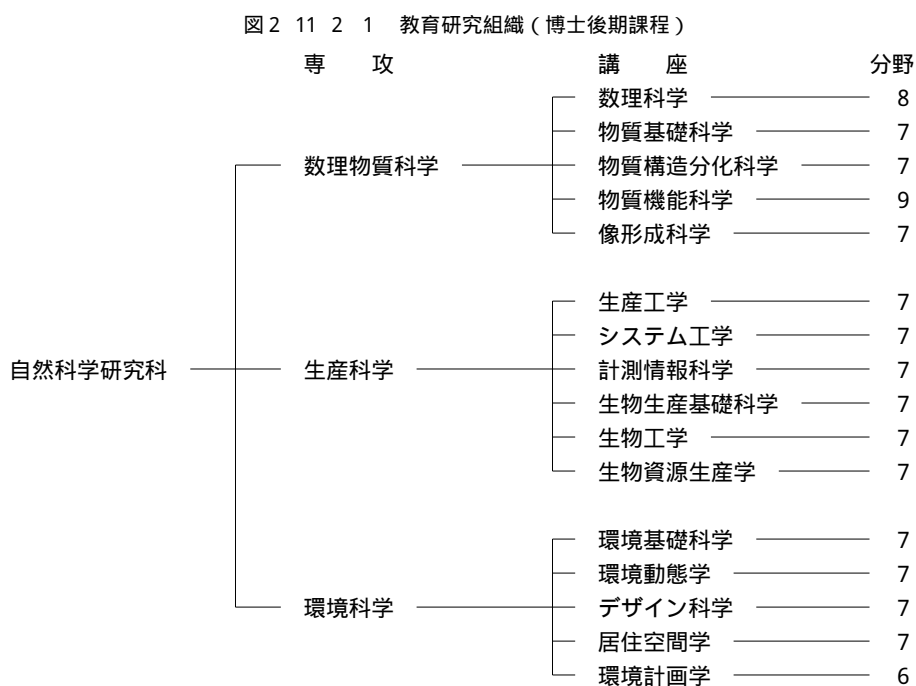 図2 11 2 1 教育研究組織(博士後期課程)
専 攻 講 座 分野
数理科学 8
物質基礎科学 7
数理物質科学 物質構造分化科学 7
物質機能科学 9
像形成科学 7
生産工学 7
システム工学 7
自然科学研究科 生産科学 計測情報科学 7
生物生産基礎科学 7
生物工学 7
生物資源生産学 7
環境基礎科学 7
環境動態学 7
環境科学 デザイン科学 7
居住空間学 7
環境計画学 6